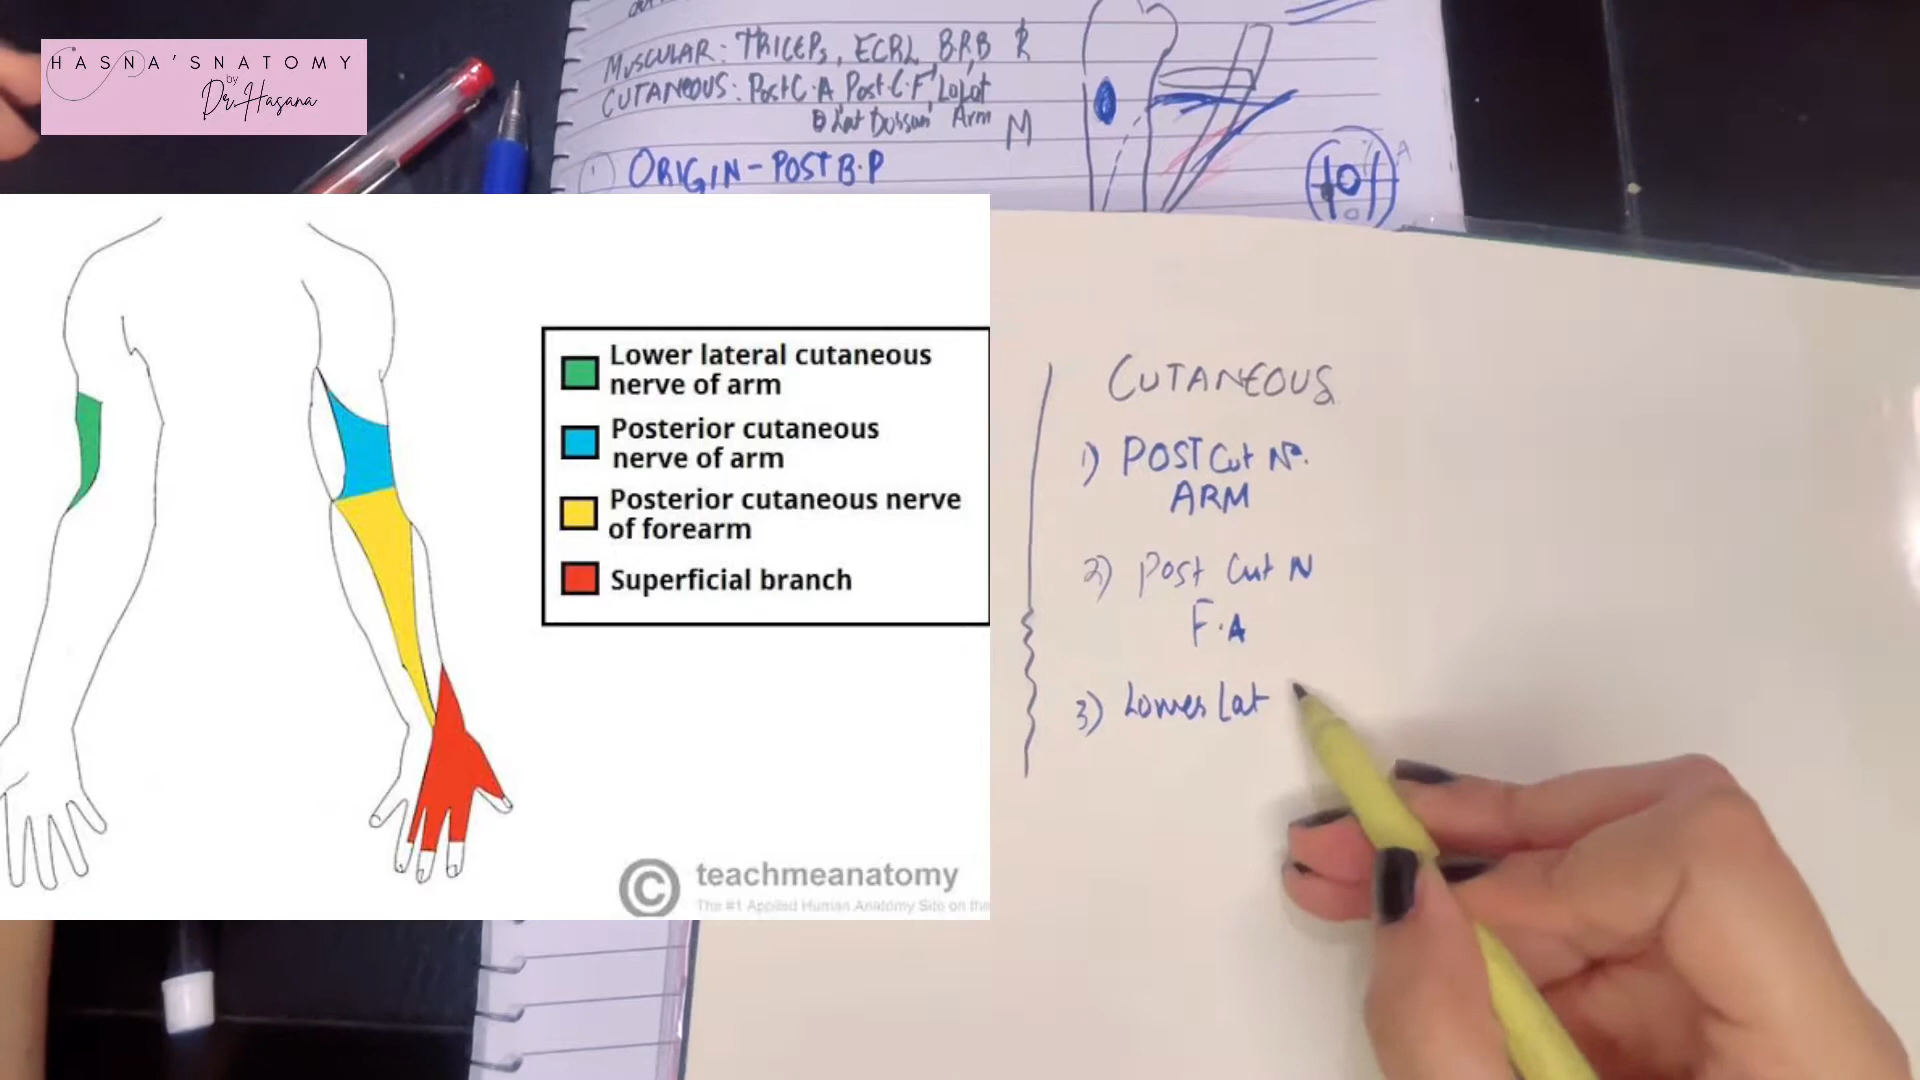 HASNA'SNATOMY
by
Dr.Hasana
MUSCULAR: TRICEPs, ECRL, B.R, B R
CUTANEOUS: Post C. A, Post C. F, Lo Lat
Lat Dorsum Arm M
ORIGIN - POST B.P
Lower lateral cutaneous
nerve of arm
Posterior cutaneous
nerve of arm
Posterior cutaneous nerve
of forearm
Superficial branch
© teachmeanatomy
The #1 Applied Human Anatomy Site on the
CUTANEOUS
1) POST Cut Nº.
ARM
2) Post Cut N
F.A
3) Lower Lat